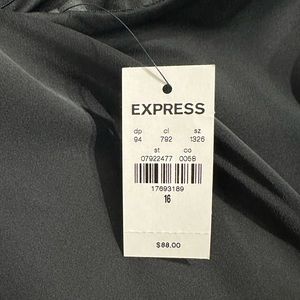 EXPRESS
dp cl sz
94 792 1326
st co
07922477 0058
17693189
16
$88.00